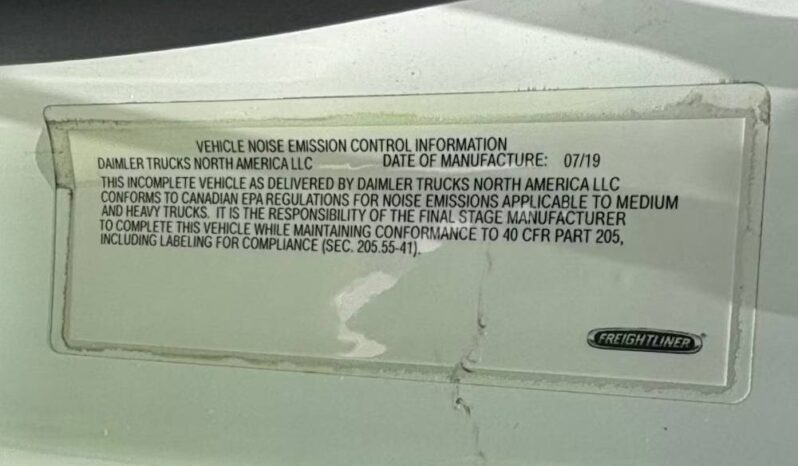 VEHICLE NOISE EMISSION CONTROL INFORMATION
DAIMLER TRUCKS NORTH AMERICA LLC DATE OF MANUFACTURE: 07/19
THIS INCOMPLETE VEHICLE AS DELIVERED BY DAIMLER TRUCKS NORTH AMERICA LLC
CONFORMS TO CANADIAN EPA REGULATIONS FOR NOISE EMISSIONS APPLICABLE TO MEDIUM
AND HEAVY TRUCKS. IT IS THE RESPONSIBILITY OF THE FINAL STAGE MANUFACTURER
TO COMPLETE THIS VEHICLE WHILE MAINTAINING CONFORMANCE TO 40 CFR PART 205,
INCLUDING LABELING FOR COMPLIANCE (SEC. 205.55-41).
FREIGHTLINER